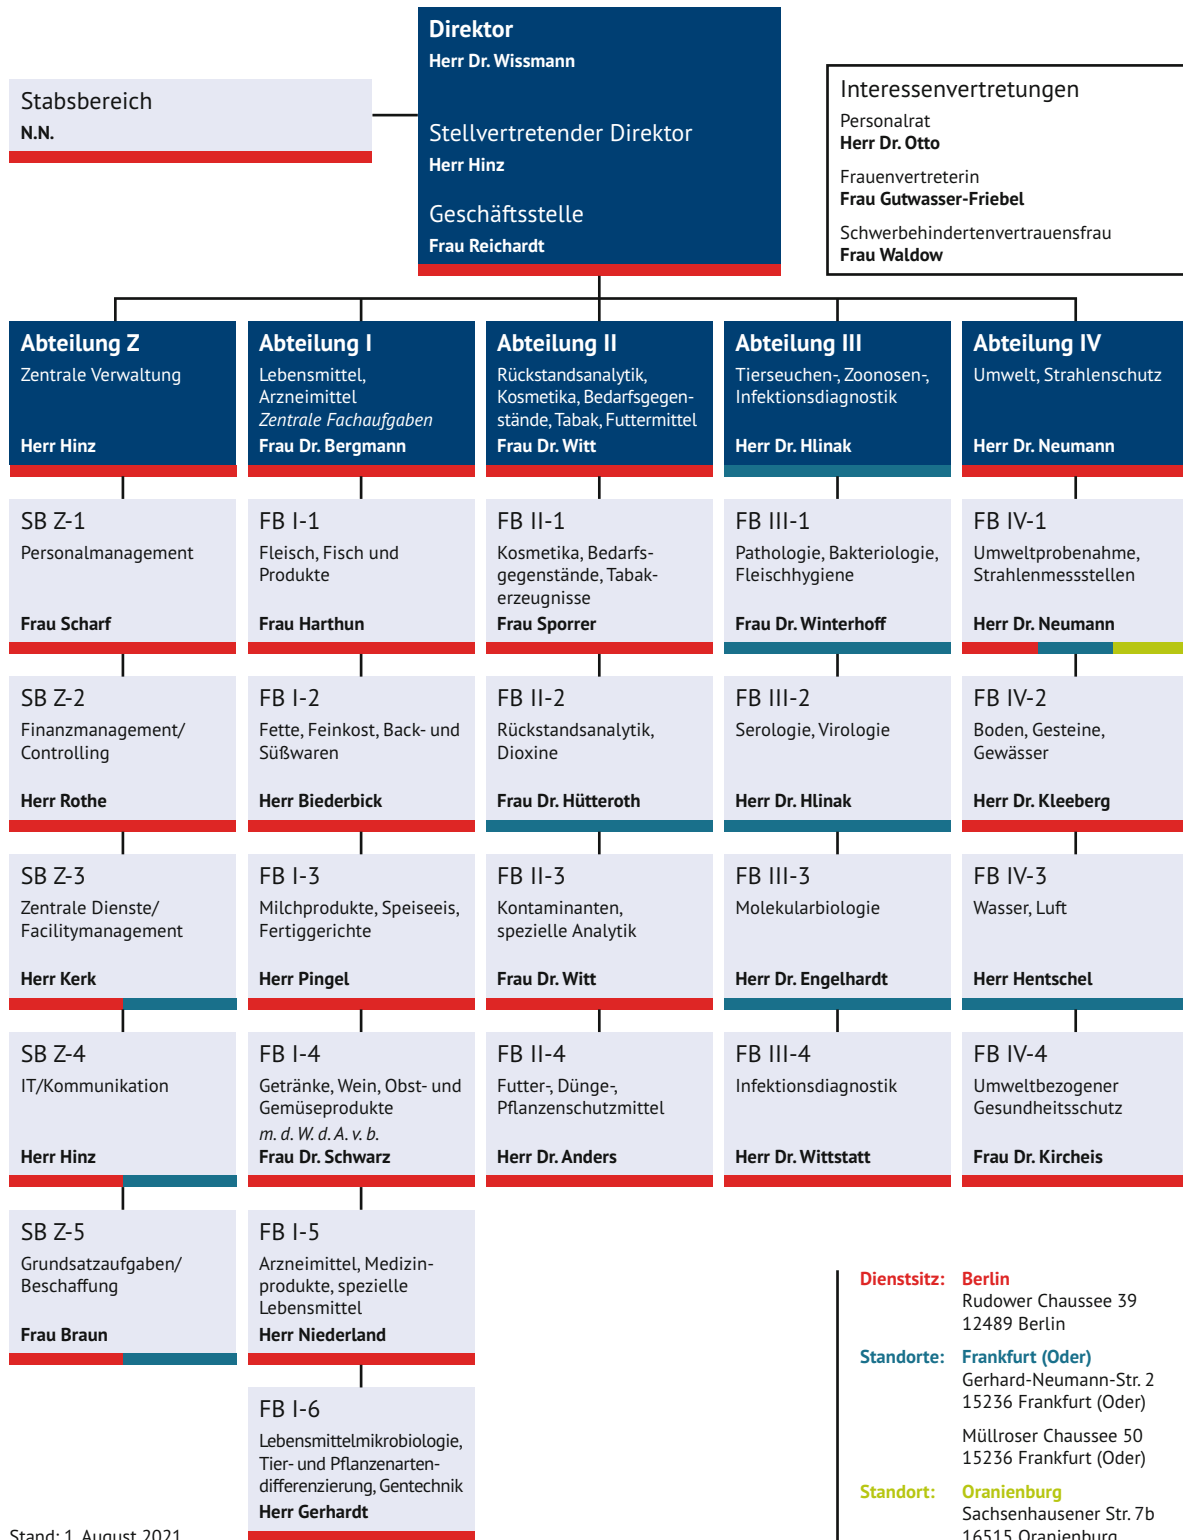 Direktor
Herr Dr. Wissmann
Stellvertretender Direktor
Herr Hinz
Geschäftsstelle
Frau Reichardt
Stabsbereich
N.N.
Interessenvertretungen
Personalrat
Herr Dr. Otto
Frauenvertreterin
Frau Gutwasser-Friebel
Schwerbehindertenvertrauensfrau
Frau Waldow
Abteilung Z
Zentrale Verwaltung
Herr Hinz
SB Z-1
Personalmanagement
Frau Scharf
SB Z-2
Finanzmanagement/
Controlling
Herr Rothe
SB Z-3
Zentrale Dienste/
Facilitymanagement
Herr Kerk
SB Z-4
IT/Kommunikation
Herr Hinz
SB Z-5
Grundsatzaufgaben/
Beschaffung
Frau Braun
Abteilung I
Lebensmittel,
Arzneimittel
Zentrale Fachaufgaben
Frau Dr. Bergmann
FB I-1
Fleisch, Fisch und
Produkte
Frau Harthun
FB I-2
Fette, Feinkost, Back- und
Süßwaren
Herr Biederbick
FB I-3
Milchprodukte, Speiseeis,
Fertiggerichte
Herr Pingel
FB I-4
Getränke, Wein, Obst- und
Gemüseprodukte
m. d. W. d. A. v. b.
Frau Dr. Schwarz
FB I-5
Arzneimittel, Medizin-
produkte, spezielle
Lebensmittel
Herr Niederland
FB I-6
Lebensmittelmikrobiologie,
Tier- und Pflanzenarten-
differenzierung, Gentechnik
Herr Gerhardt
Abteilung II
Rückstandsanalytik,
Kosmetika, Bedarfsgegen-
stände, Tabak, Futtermittel
Frau Dr. Witt
FB II-1
Kosmetika, Bedarfs-
gegenstände, Tabak-
erzeugnisse
Frau Sporrer
FB II-2
Rückstandsanalytik,
Dioxine
Frau Dr. Hütteroth
FB II-3
Kontaminanten,
spezielle Analytik
Frau Dr. Witt
FB II-4
Futter-, Dünge-,
Pflanzenschutzmittel
Herr Dr. Anders
Abteilung III
Tierseuchen-, Zoonosen-,
Infektionsdiagnostik
Herr Dr. Hlinak
FB III-1
Pathologie, Bakteriologie,
Fleischhygiene
Frau Dr. Winterhoff
FB III-2
Serologie, Virologie
Herr Dr. Hlinak
FB III-3
Molekularbiologie
Herr Dr. Engelhardt
FB III-4
Infektionsdiagnostik
Herr Dr. Wittstatt
Abteilung IV
Umwelt, Strahlenschutz
Herr Dr. Neumann
FB IV-1
Umweltprobenahme,
Strahlenmessstellen
Herr Dr. Neumann
FB IV-2
Boden, Gesteine,
Gewässer
Herr Dr. Kleeberg
FB IV-3
Wasser, Luft
Herr Hentschel
FB IV-4
Umweltbezogener
Gesundheitsschutz
Frau Dr. Kircheis
Dienstsitz: Berlin
Rudower Chaussee 39
12489 Berlin
Standorte: Frankfurt (Oder)
Gerhard-Neumann-Str. 2
15236 Frankfurt (Oder)
Müllroser Chaussee 50
15236 Frankfurt (Oder)
Standort: Oranienburg
Sachsenhausener Str. 7b
16515 Oranienburg
Stand: 1. August 2021